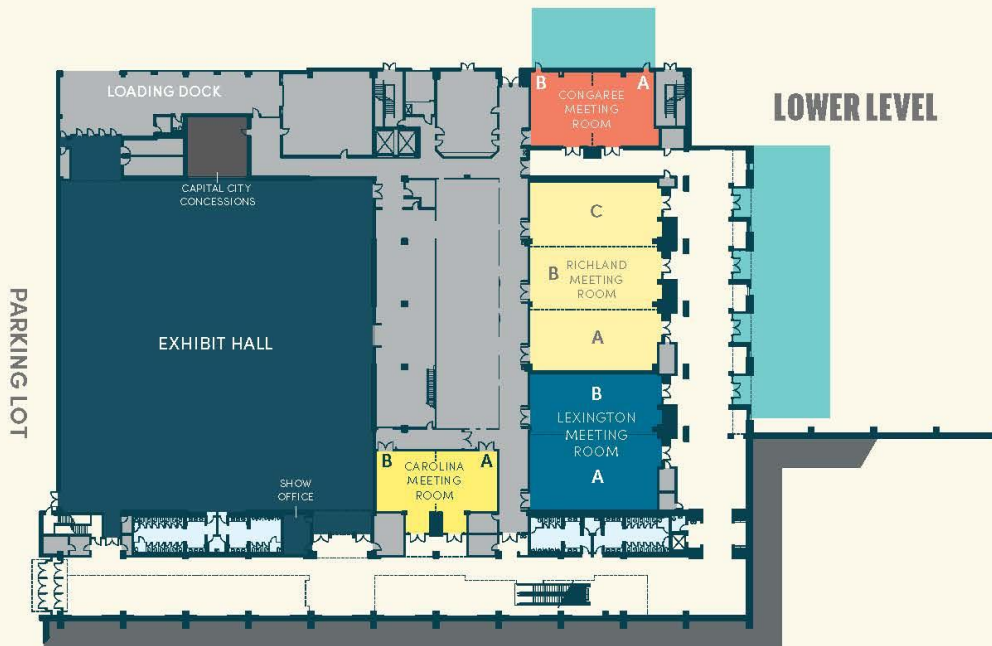 LOADING DOCK
B
A
CONGAREE
MEETING
ROOM
LOWER LEVEL
CAPITAL CITY
CONCESSIONS
C
B
RICHLAND
MEETING
ROOM
A
PARKING LOT
EXHIBIT HALL
B
LEXINGTON
MEETING
ROOM
A
B
A
CAROLINA
MEETING
ROOM
SHOW
OFFICE